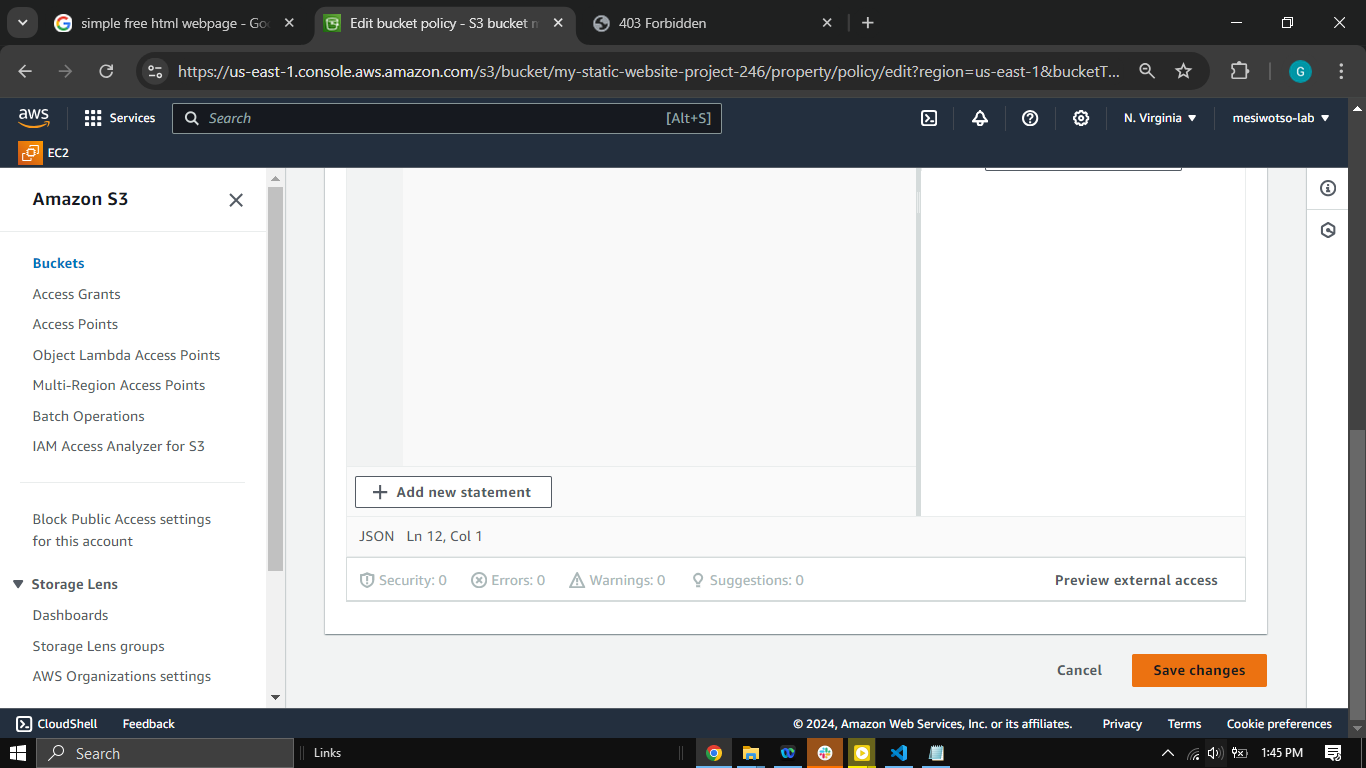 simple free html webpage - Goo
Edit bucket policy - S3 bucket m
403 Forbidden
https://us-east-1.console.aws.amazon.com/s3/bucket/my-static-website-project-246/property/policy/edit?region=us-east-1&bucketT...
G
aws
Services
Search
[Alt+S]
N. Virginia
mesiwotso-lab
EC2
Amazon S3
Buckets
Access Grants
Access Points
Object Lambda Access Points
Multi-Region Access Points
Batch Operations
IAM Access Analyzer for S3
Block Public Access settings
for this account
Storage Lens
Dashboards
Storage Lens groups
AWS Organizations settings
+ Add new statement
JSON Ln 12, Col 1
Security: 0 Errors: 0 Warnings: 0 Suggestions: 0 Preview external access
Cancel Save changes
CloudShell Feedback © 2024, Amazon Web Services, Inc. or its affiliates. Privacy Terms Cookie preferences
Search Links 1:45 PM